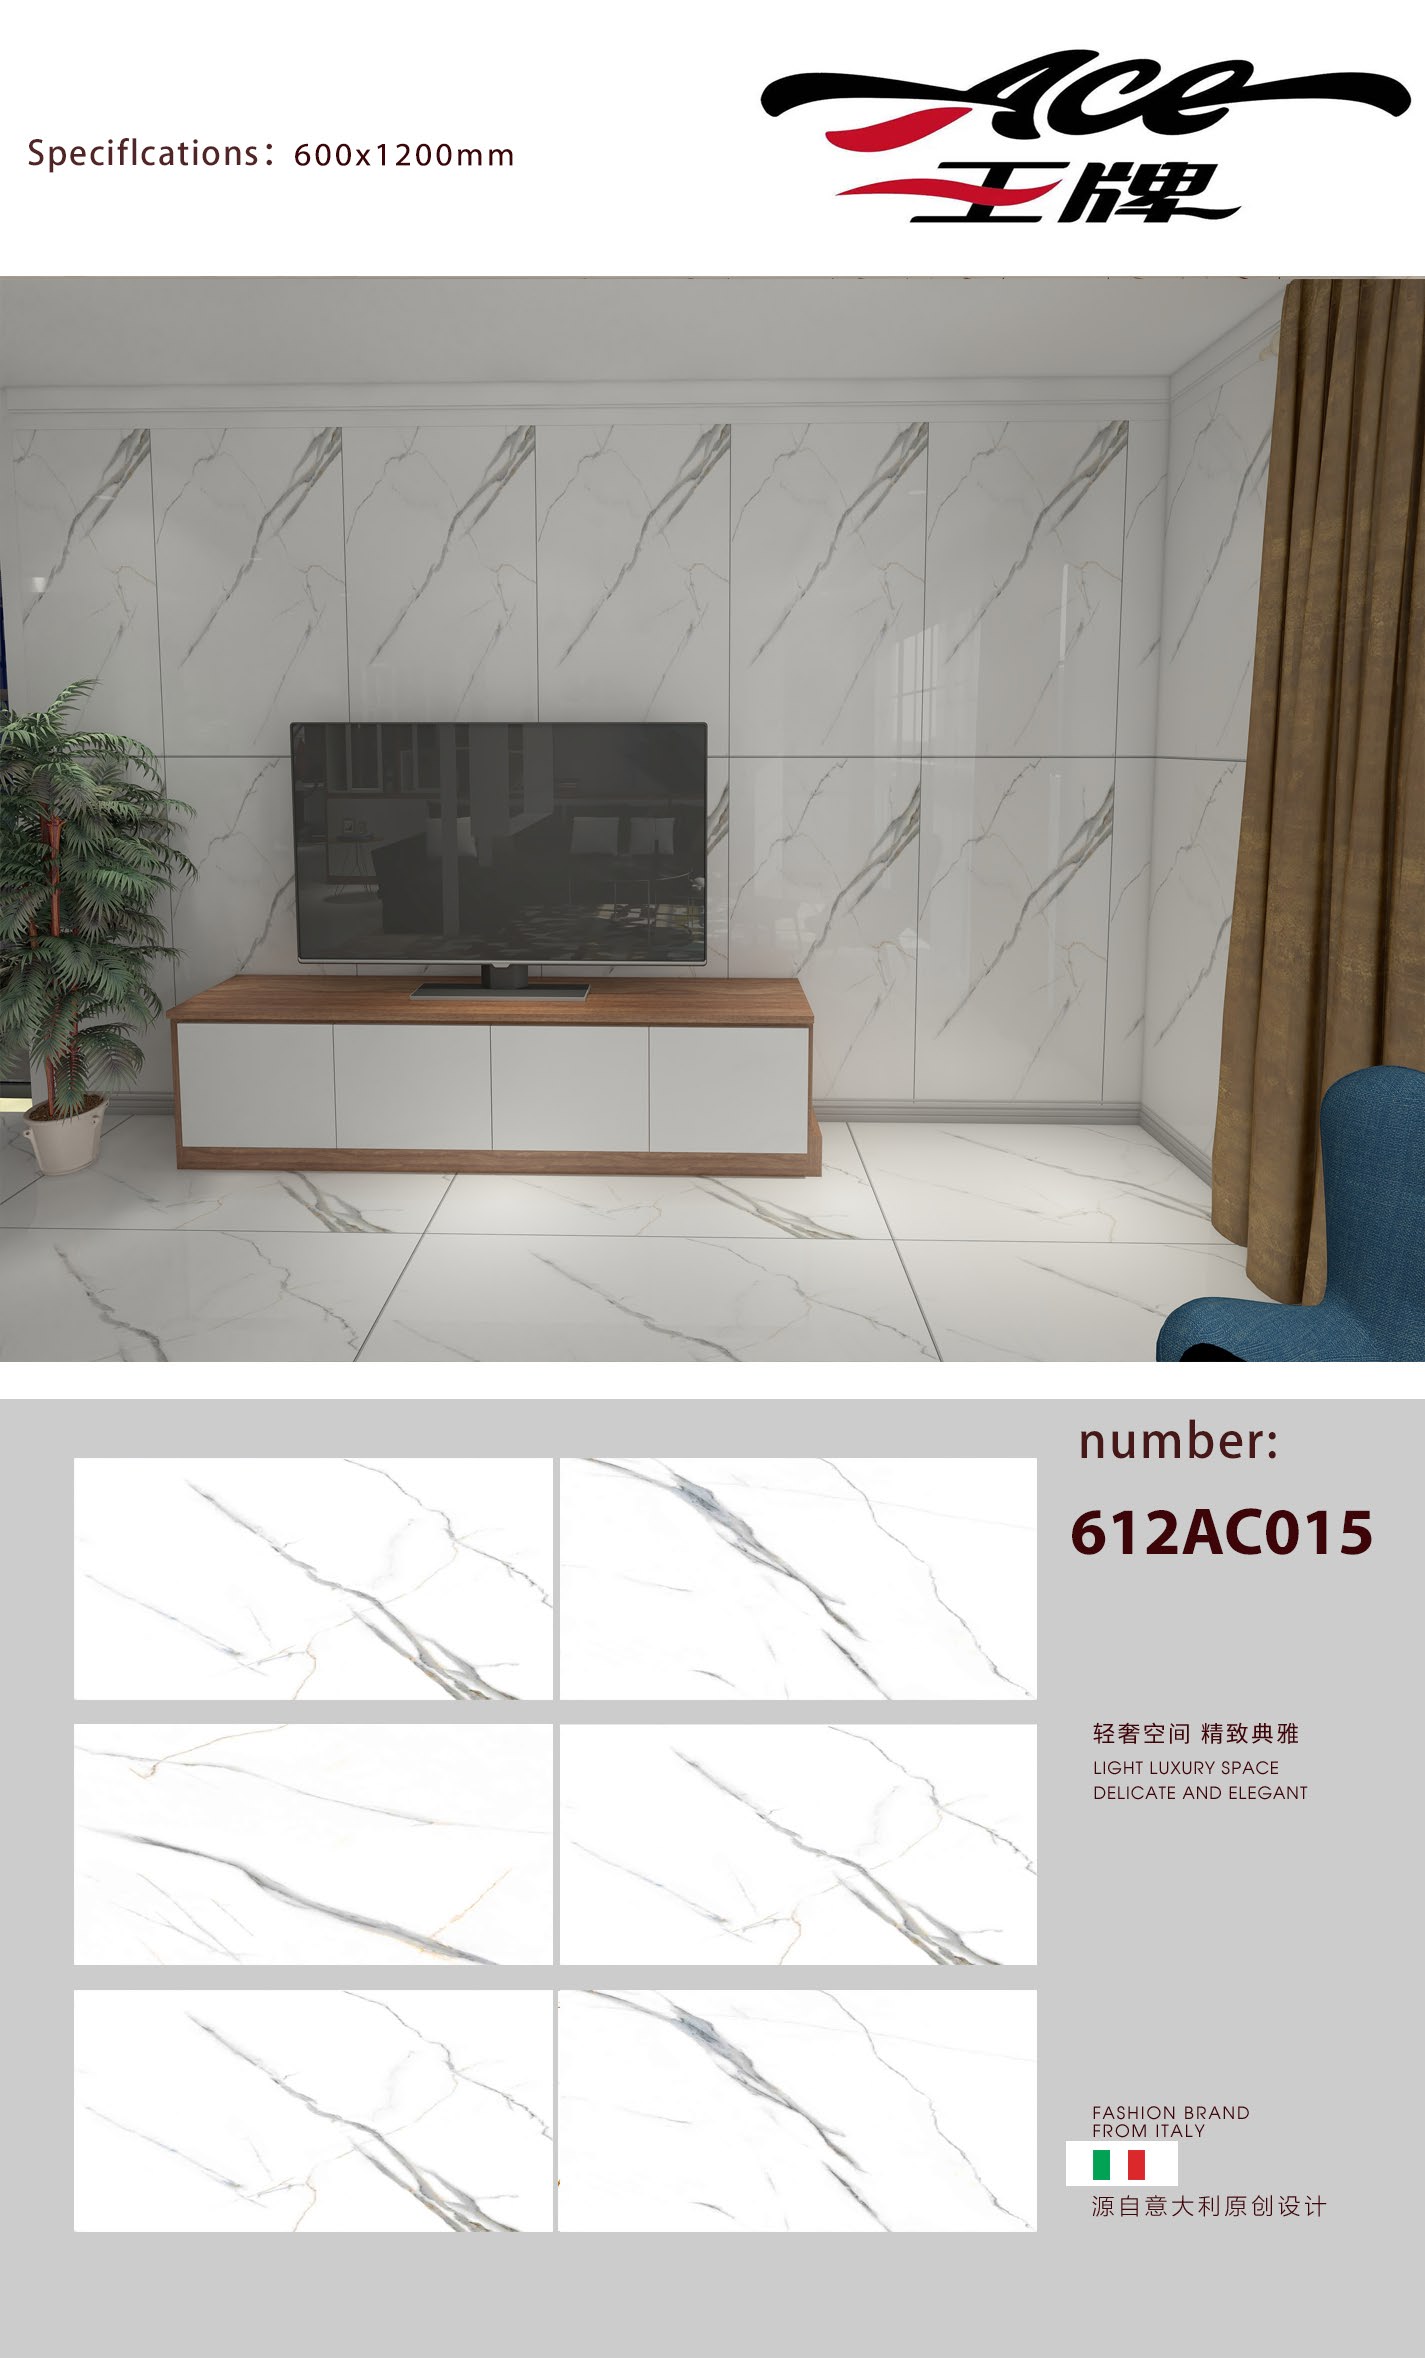 Ace
王牌
Speciflcations：600x1200mm
number:
612AC015
轻奢空间 精致典雅
LIGHT LUXURY SPACE
DELICATE AND ELEGANT
FASHION BRAND
FROM ITALY
源自意大利原创设计